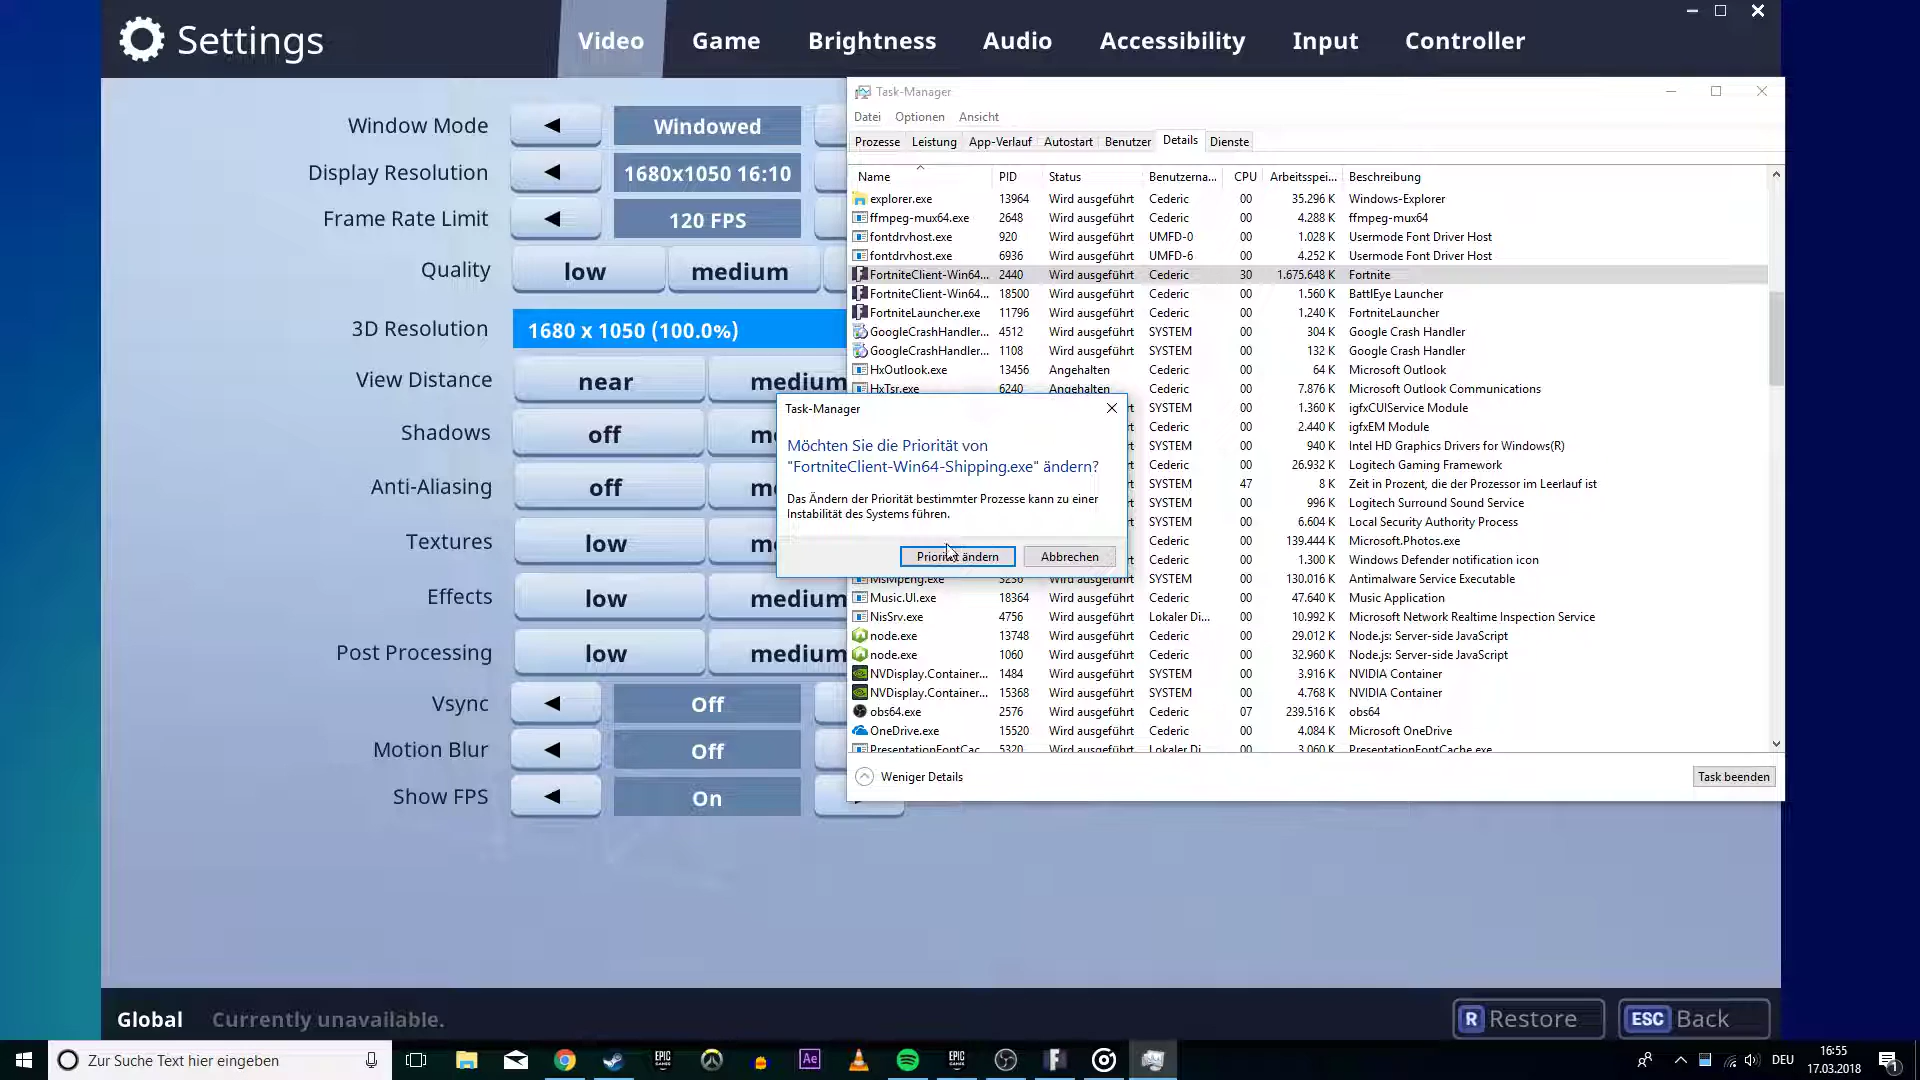 Settings
Video Game Brightness Audio Accessibility Input Controller
Window Mode Windowed
Display Resolution 1680x1050 16:10
Frame Rate Limit 120 FPS
Quality low medium
3D Resolution 1680 x 1050 (100.0%)
View Distance near medium
Shadows off
Anti-Aliasing off
Textures low
Effects low medium
Post Processing low medium
Vsync Off
Motion Blur Off
Show FPS On
Task-Manager
Datei Optionen Ansicht
Prozesse Leistung App-Verlauf Autostart Benutzer Details Dienste
Name PID Status Benutzerna... CPU Arbeitsspei... Beschreibung
explorer.exe 13964 Wird ausgeführt Cederic 00 35.296 K Windows-Explorer
ffmpeg-mux64.exe 2648 Wird ausgeführt Cederic 00 4.288 K ffmpeg-mux64
fontdrvhost.exe 920 Wird ausgeführt UMFD-0 00 1.028 K Usermode Font Driver Host
fontdrvhost.exe 6936 Wird ausgeführt UMFD-6 00 4.252 K Usermode Font Driver Host
FortniteClient-Win64... 2440 Wird ausgeführt Cederic 30 1.675.648 K Fortnite
FortniteClient-Win64... 18500 Wird ausgeführt Cederic 00 1.560 K BattlEye Launcher
FortniteLauncher.exe 11796 Wird ausgeführt Cederic 00 1.240 K FortniteLauncher
GoogleCrashHandler... 4512 Wird ausgeführt SYSTEM 00 304 K Google Crash Handler
GoogleCrashHandler... 1108 Wird ausgeführt SYSTEM 00 132 K Google Crash Handler
HxOutlook.exe 13456 Angehalten Cederic 00 64 K Microsoft Outlook
HxTsr.exe 6240 Angehalten Cederic 00 7.876 K Microsoft Outlook Communications
SYSTEM 00 1.360 K igfxCUIService Module
Cederic 00 2.440 K igfxEM Module
SYSTEM 00 940 K Intel HD Graphics Drivers for Windows(R)
Cederic 00 26.932 K Logitech Gaming Framework
SYSTEM 47 8 K Zeit in Prozent, die der Prozessor im Leerlauf ist
SYSTEM 00 996 K Logitech Surround Sound Service
SYSTEM 00 6.604 K Local Security Authority Process
Cederic 00 139.444 K Microsoft.Photos.exe
Cederic 00 12.300 K Windows Defender notification icon
MsMpEng.exe 3236 Wird ausgeführt SYSTEM 00 130.016 K Antimalware Service Executable
Music.UI.exe 18364 Wird ausgeführt Cederic 00 47.640 K Music Application
NisSrv.exe 4756 Wird ausgeführt Lokaler Di... 00 10.992 K Microsoft Network Realtime Inspection Service
node.exe 13748 Wird ausgeführt Cederic 00 29.012 K Node.js: Server-side JavaScript
node.exe 1060 Wird ausgeführt Cederic 00 32.960 K Node.js: Server-side JavaScript
NVDisplay.Container... 1484 Wird ausgeführt SYSTEM 00 3.916 K NVIDIA Container
NVDisplay.Container... 15368 Wird ausgeführt SYSTEM 00 4.768 K NVIDIA Container
obs64.exe 2576 Wird ausgeführt Cederic 07 239.516 K obs64
OneDrive.exe 15520 Wird ausgeführt Cederic 00 4.084 K Microsoft OneDrive
PresentationFontCac... 5320 Wird ausgeführt Lokaler Di... 00 3.060 K PresentationFontCache.exe
Weniger Details Task beenden
Task-Manager
Möchten Sie die Priorität von
"FortniteClient-Win64-Shipping.exe" ändern?
Das Ändern der Priorität bestimmter Prozesse kann zu einer
Instabilität des Systems führen.
Priorität ändern Abbrechen
Global Currently unavailable.
R Restore ESC Back
Zur Suche Text hier eingeben
EPIC GAMES
Ae
EPIC GAMES
DEU
16:55
17.03.2018
1